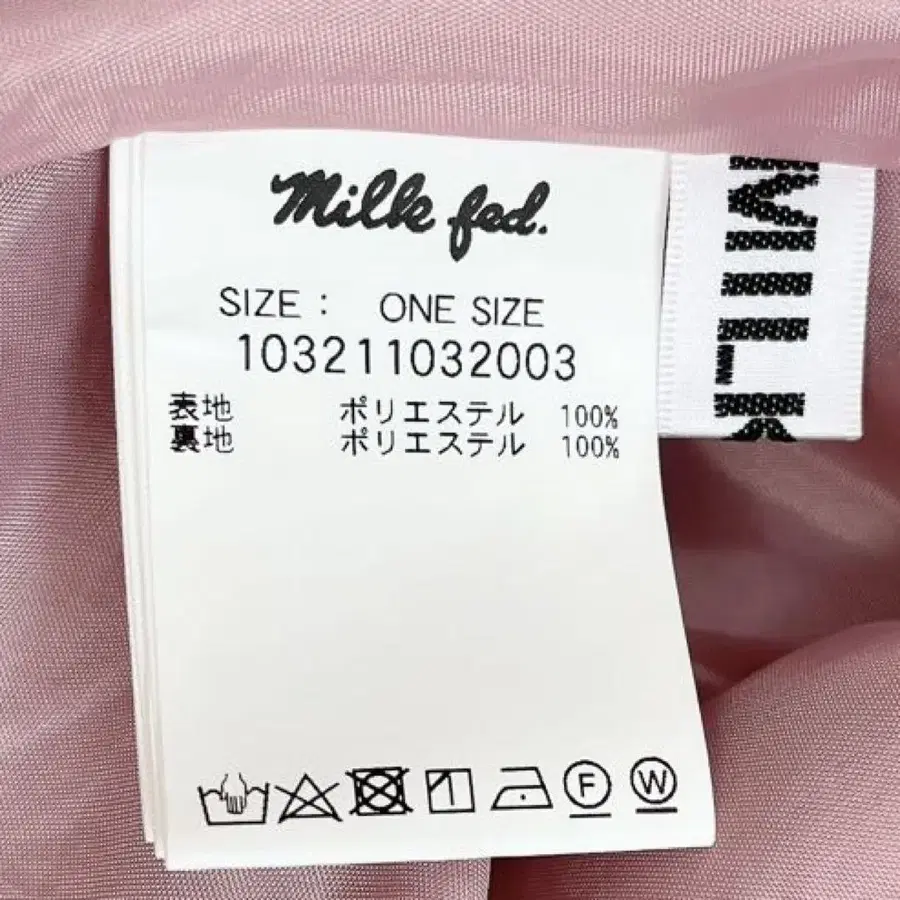 Milk fed.
SIZE : ONE SIZE
103211032003
表地 ポリエステル 100%
裏地 ポリエステル 100%
F W
MILK